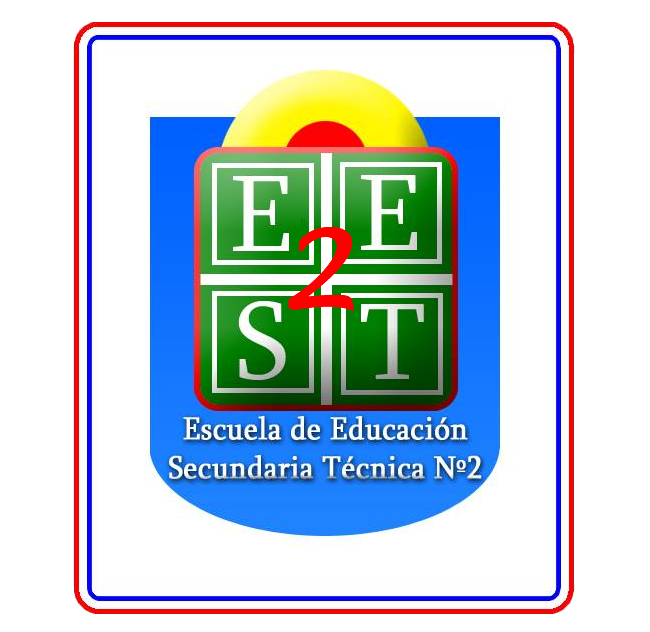 E E
2
S T
Escuela de Educación
Secundaria Técnica Nº2